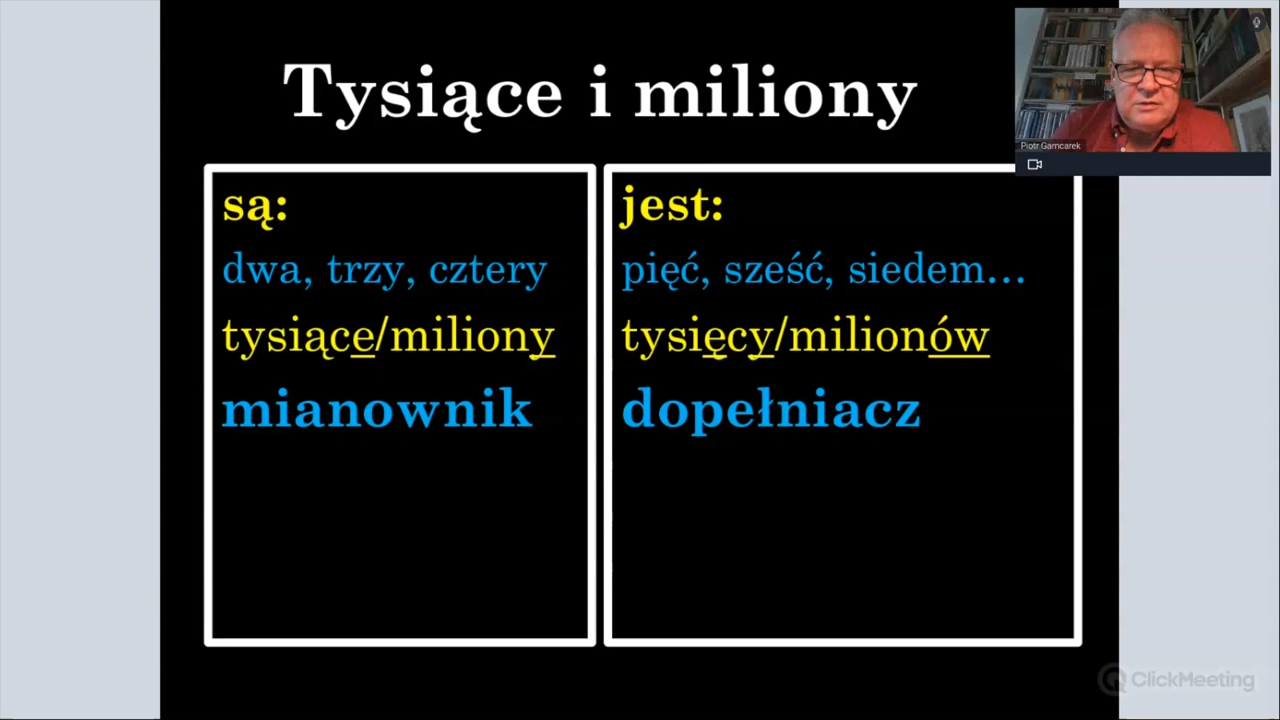 Tysiące i miliony
Piotr Garncarek
są:
dwa, trzy, cztery
tysiące/miliony
mianownik
jest:
pięć, sześć, siedem...
tysięcy/milionów
dopełniacz
ClickMeeting